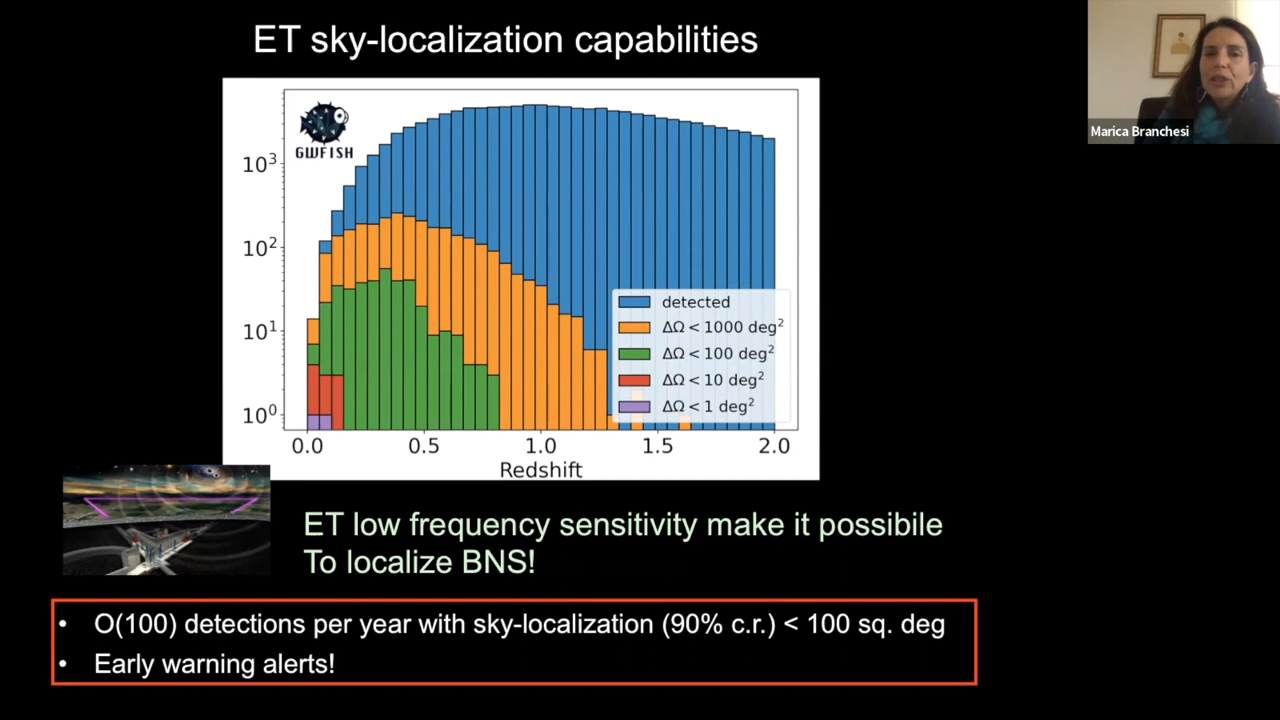 ET sky-localization capabilities
Marica Branchesi
GWFISH
10³
10²
10¹
10⁰
detected
ΔΩ < 1000 deg²
ΔΩ < 100 deg²
ΔΩ < 10 deg²
ΔΩ < 1 deg²
0.0 0.5 1.0 1.5 2.0
Redshift
ET low frequency sensitivity make it possibile
To localize BNS!
• O(100) detections per year with sky-localization (90% c.r.) < 100 sq. deg
• Early warning alerts!